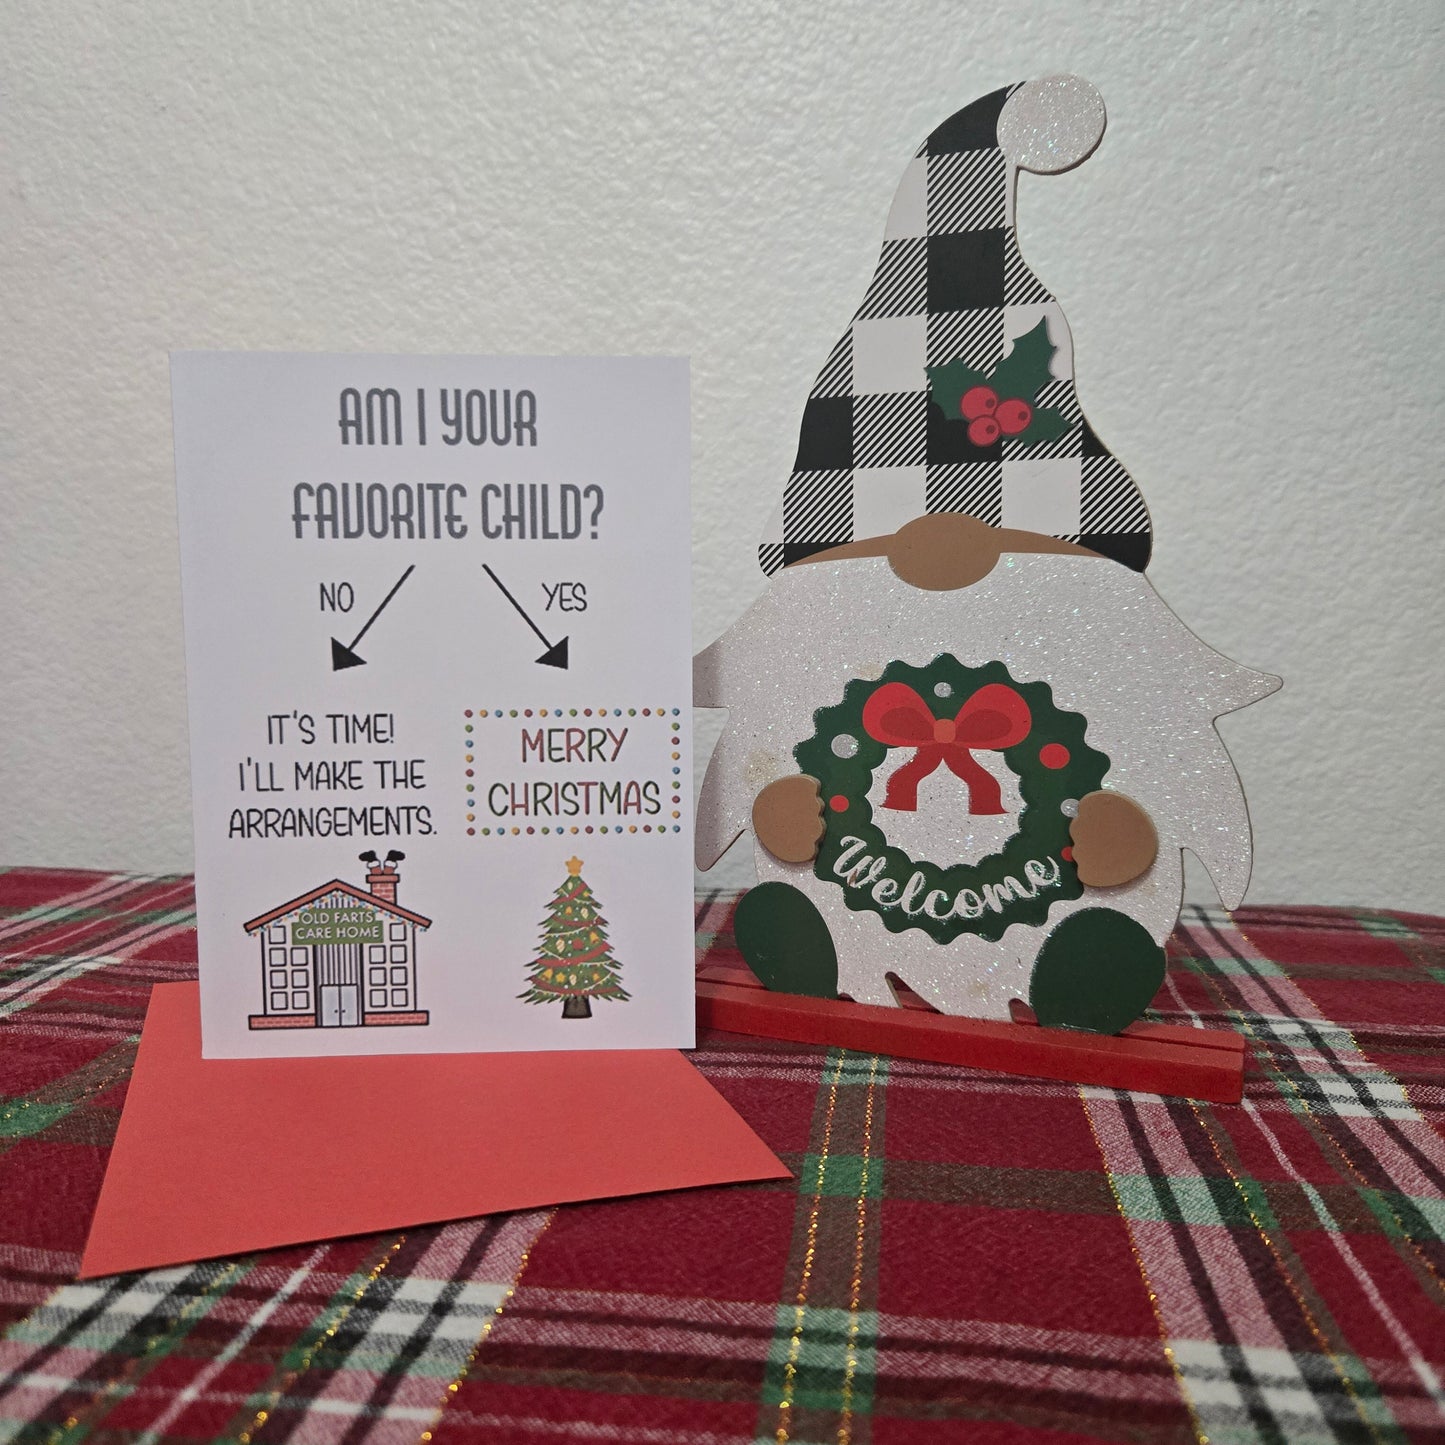 AM I YOUR
FAVORITE CHILD?
NO
YES
IT'S TIME!
I'LL MAKE THE
ARRANGEMENTS.
MERRY
CHRISTMAS
OLD FARTS
CARE HOME
Welcome